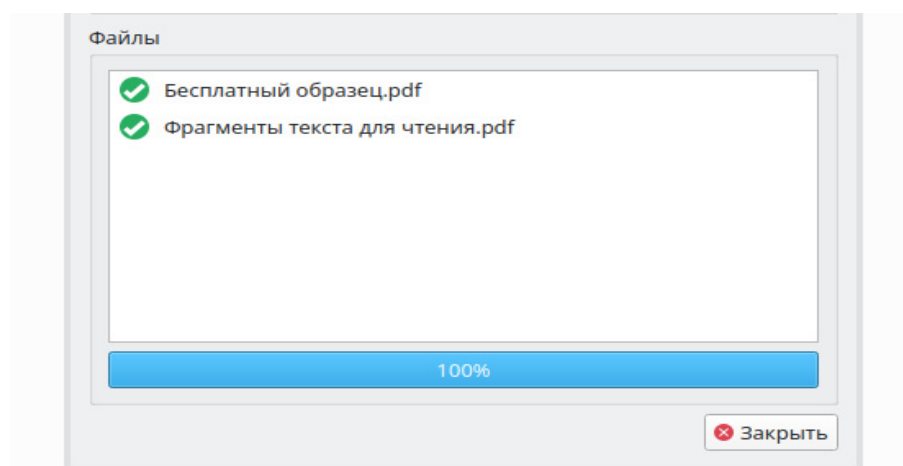 Файлы
Бесплатный образец.pdf
Фрагменты текста для чтения.pdf
100%
Закрыть